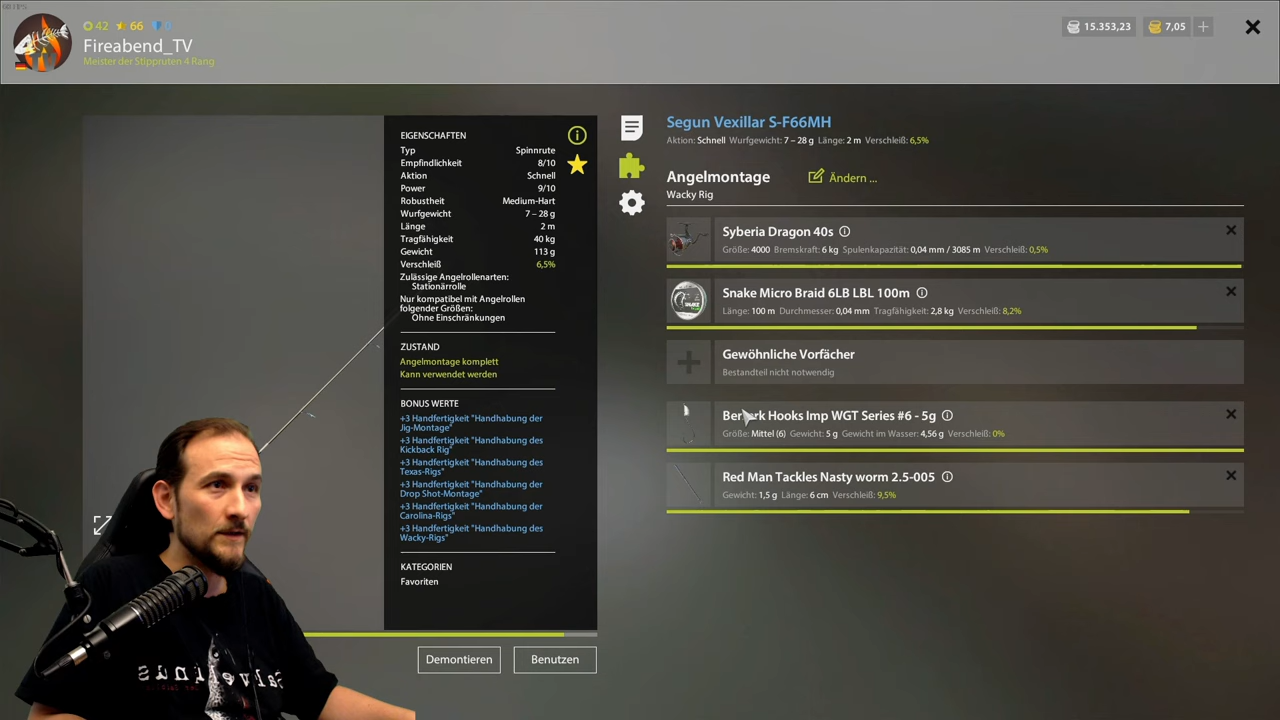 42 66
Fireabend_TV
Meister der Stippruten 4 Rang
15.353,23
7,05
EIGENSCHAFTEN
Typ Spinnrute
Empfindlichkeit 8/10
Aktion Schnell
Power 9/10
Robustheit Medium-Hart
Wurfgewicht 7 – 28 g
Länge 2 m
Tragfähigkeit 40 kg
Gewicht 113 g
Verschleiß 6,5%
Zulässige Angelrollenarten:
Stationärrolle
Nur kompatibel mit Angelrollen
folgender Größen:
Ohne Einschränkungen
ZUSTAND
Angelmontage komplett
Kann verwendet werden
BONUS WERTE
+3 Handfertigkeit "Handhabung der
Jig-Montage"
+3 Handfertigkeit "Handhabung des
Kickback Rig"
+3 Handfertigkeit "Handhabung des
Texas-Rigs"
+3 Handfertigkeit "Handhabung der
Drop Shot-Montage"
+3 Handfertigkeit "Handhabung der
Carolina-Rigs"
+3 Handfertigkeit "Handhabung des
Wacky-Rigs"
KATEGORIEN
Favoriten
Demontieren
Benutzen
Segun Vexillar S-F66MH
Aktion: Schnell Wurfgewicht: 7 – 28 g Länge: 2 m Verschleiß: 6,5%
Angelmontage
Ändern ...
Wacky Rig
Syberia Dragon 40s
Größe: 4000 Bremskraft: 6 kg Spulenkapazität: 0,04 mm / 3085 m Verschleiß: 0,5%
Snake Micro Braid 6LB LBL 100m
Länge: 100 m Durchmesser: 0,04 mm Tragfähigkeit: 2,8 kg Verschleiß: 8,2%
Gewöhnliche Vorfächer
Bestandteil nicht notwendig
Hooks Imp WGT Series #6 - 5g
Größe: Mittel (6) Gewicht: 5 g Gewicht im Wasser: 4,56 g Verschleiß: 0%
Red Man Tackles Nasty worm 2.5-005
Gewicht: 1,5 g Länge: 6 cm Verschleiß: 9,5%